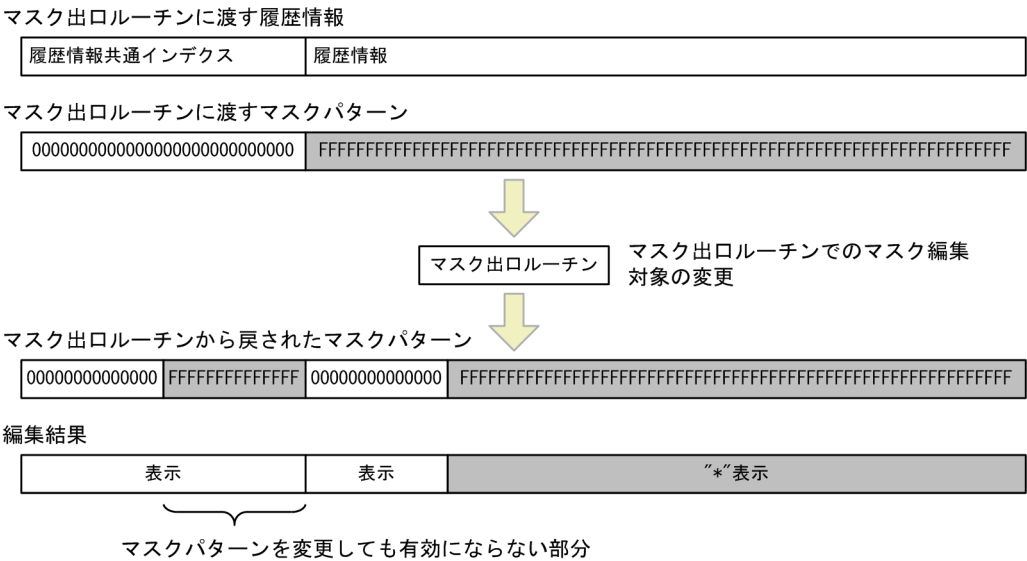 マスク出口ルーチンに渡す履歴情報
履歴情報共通インデクス 履歴情報
マスク出口ルーチンに渡すマスクパターン
0000000000000000000000000000 FFFFFFFFFFFFFFFFFFFFFFFFFFFFFFFFFFFFFFFFFFFFFFFFFFFFFFFFFFFFFFFFFFFFFFFFFF
マスク出口ルーチン
マスク出口ルーチンでのマスク編集
対象の変更
マスク出口ルーチンから戻されたマスクパターン
00000000000000 FFFFFFFFFFFFFF 00000000000000 FFFFFFFFFFFFFFFFFFFFFFFFFFFFFFFFFFFFFFFFFFFFFFFFFFFFFFFFFFF
編集結果
表示 表示 ″*″表示
マスクパターンを変更しても有効にならない部分